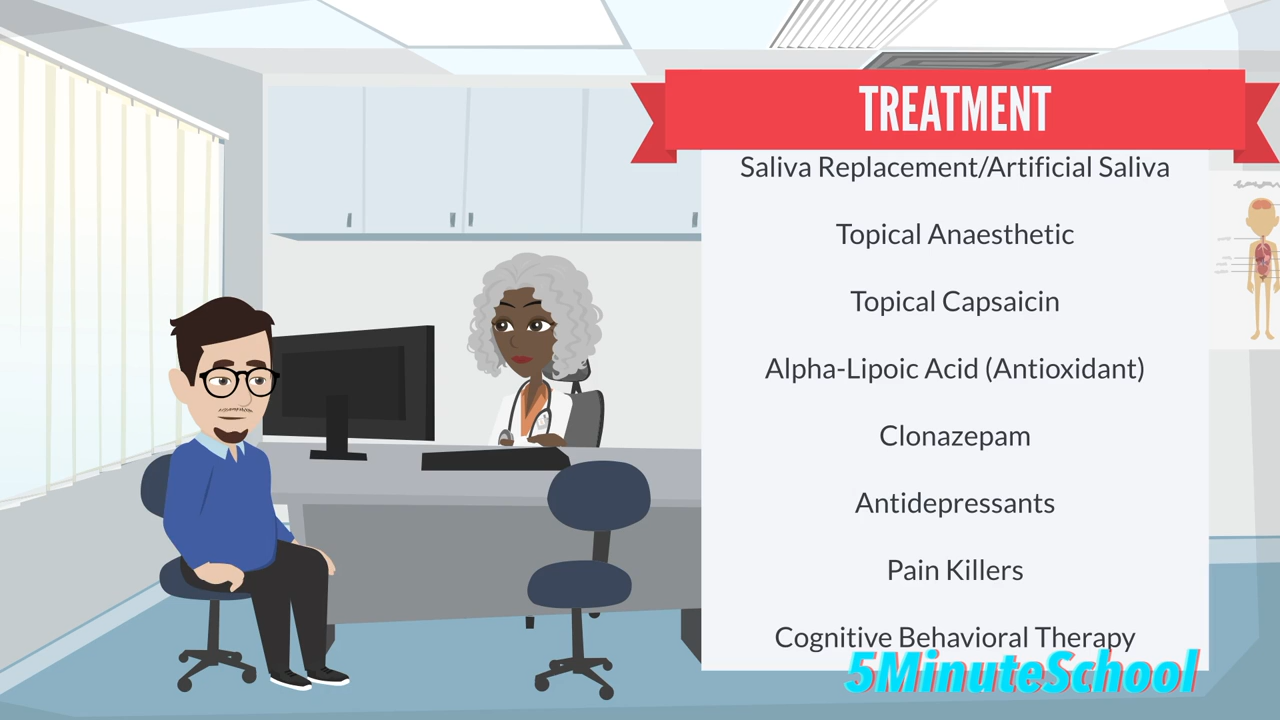 TREATMENT
Saliva Replacement/Artificial Saliva
Topical Anaesthetic
Topical Capsaicin
Alpha-Lipoic Acid (Antioxidant)
Clonazepam
Antidepressants
Pain Killers
Cognitive Behavioral Therapy
5MinuteSchool